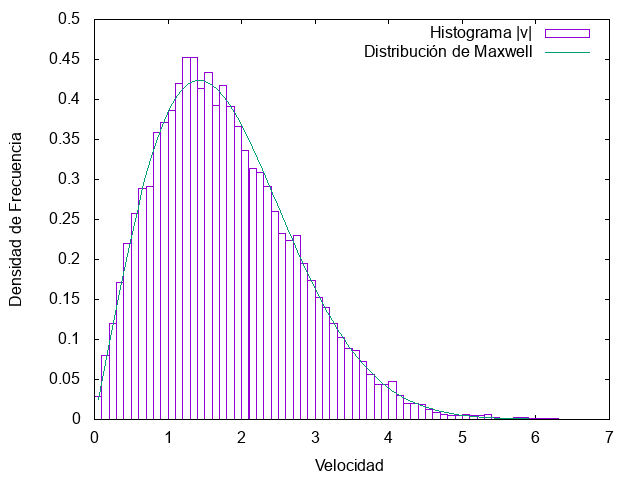 Histograma |v|
Distribución de Maxwell
0.5
0.45
0.4
0.35
0.3
0.25
0.2
0.15
0.1
0.05
0
Densidad de Frecuencia
0 1 2 3 4 5 6 7
Velocidad